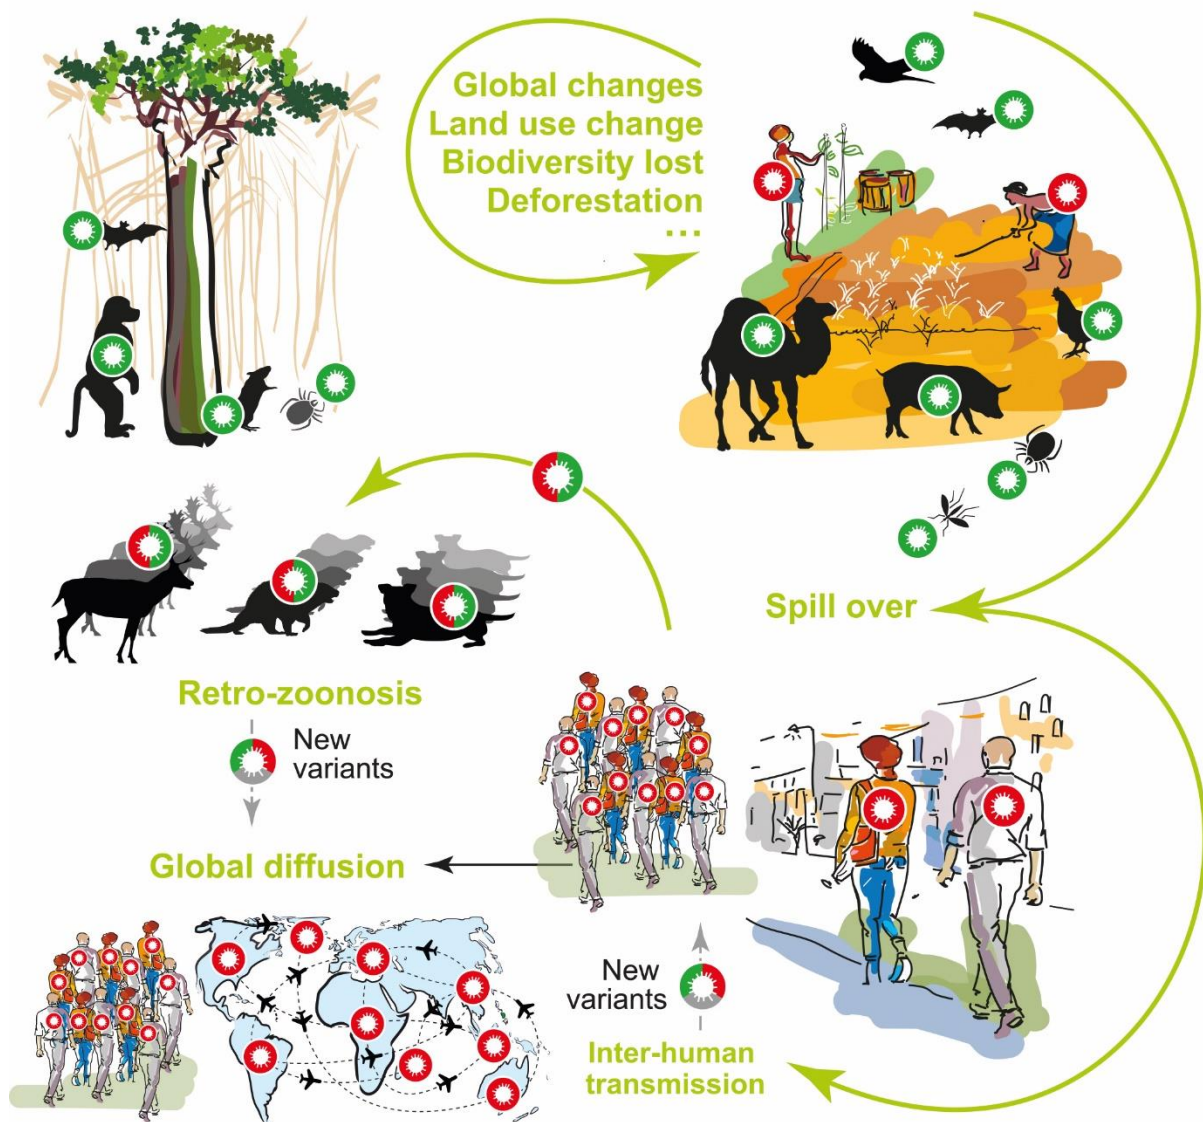 Global changes
Land use change
Biodiversity lost
Deforestation
...
Spill over
Retro-zoonosis
New
variants
Global diffusion
New
variants
Inter-human
transmission